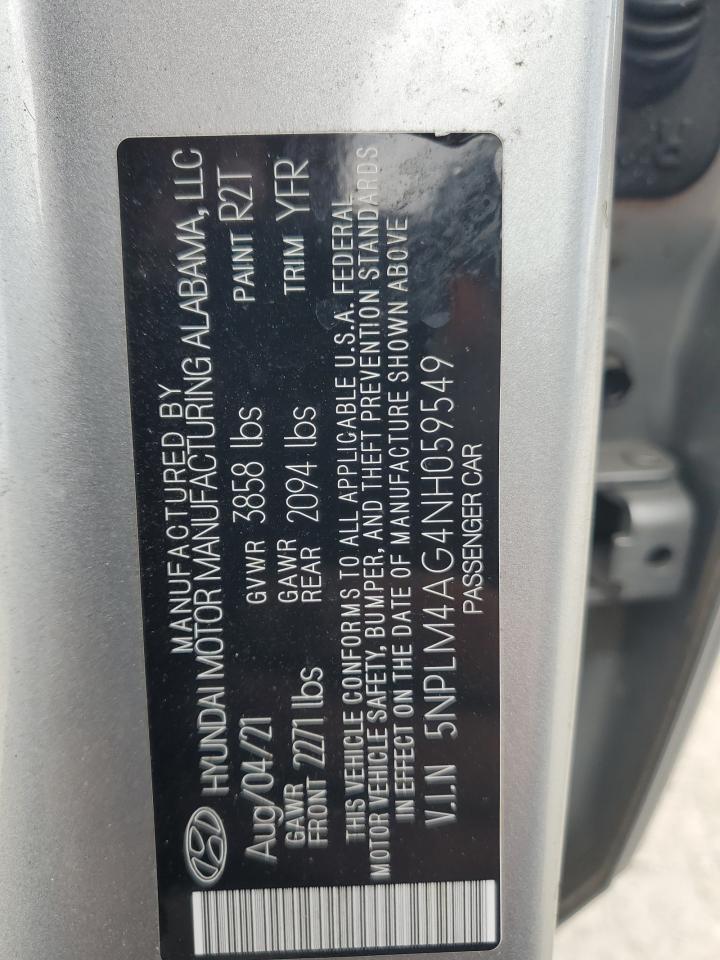 MANUFACTURED BY
HYUNDAI MOTOR MANUFACTURING ALABAMA, LLC
Aug/04/21 GVWR 3858 lbs PAINT R2T
GAWR FRONT 2271 lbs GAWR REAR 2094 lbs TRIM YFR
THIS VEHICLE CONFORMS TO ALL APPLICABLE U.S.A. FEDERAL
MOTOR VEHICLE SAFETY, BUMPER, AND THEFT PREVENTION STANDARDS
IN EFFECT ON THE DATE OF MANUFACTURE SHOWN ABOVE
V.I.N 5NPLM4AG4NH059549
PASSENGER CAR